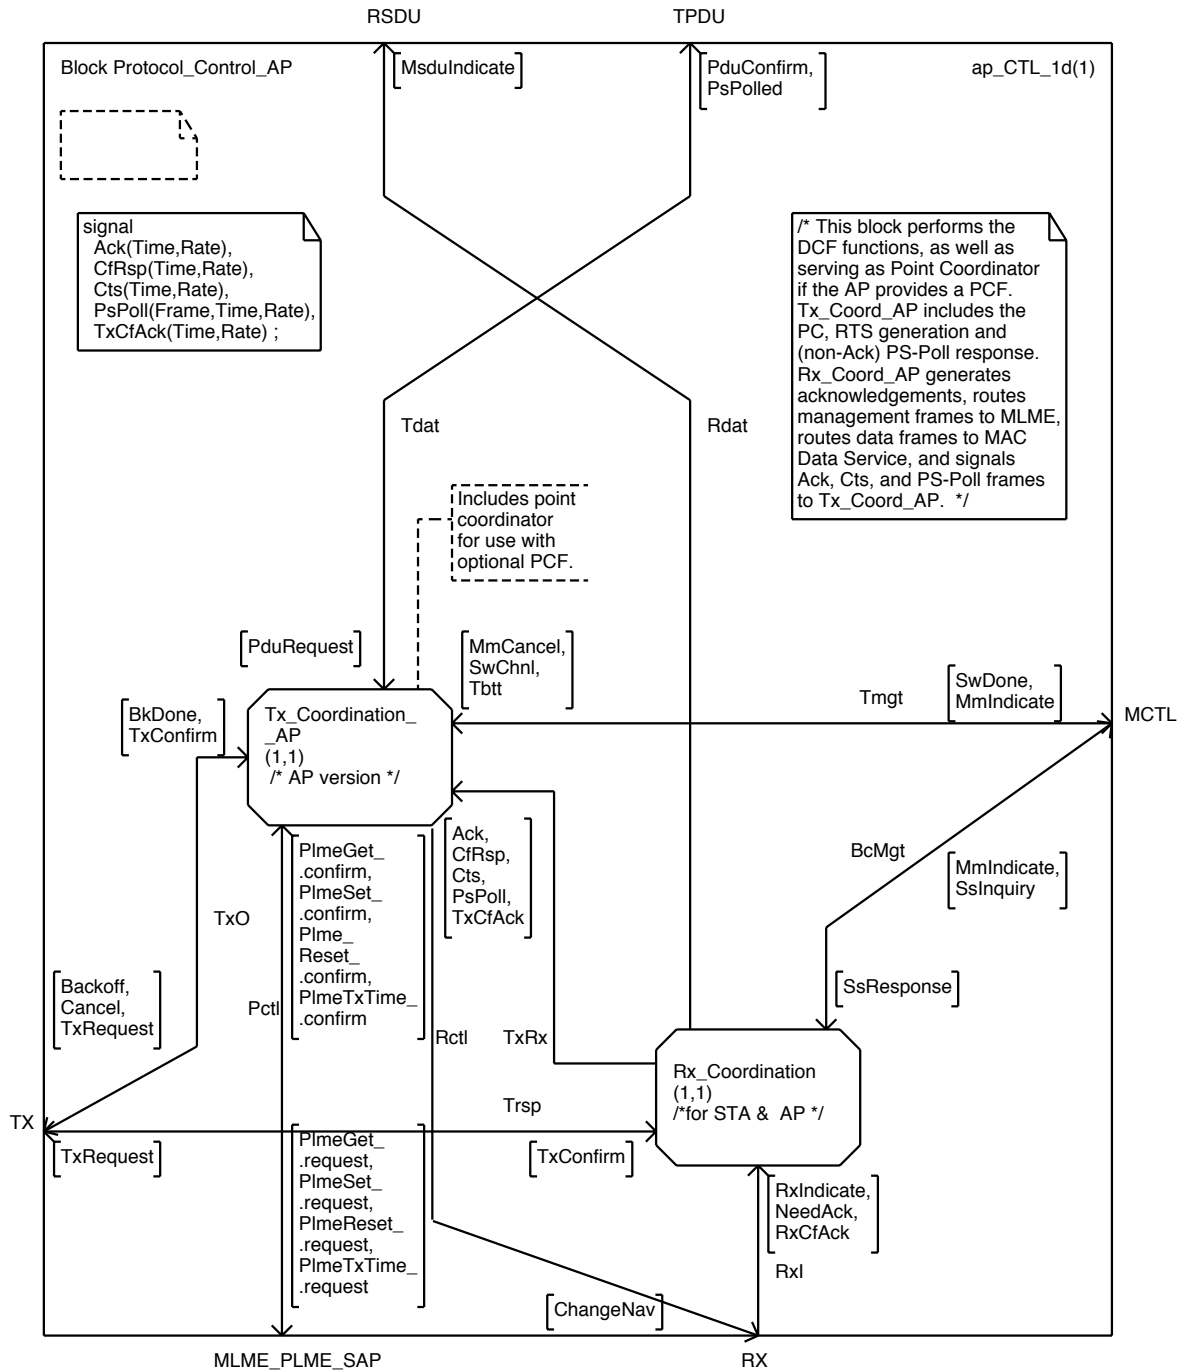 RSDU
TPDU
Block Protocol_Control_AP
MsduIndicate
PduConfirm,
PsPolled
ap_CTL_1d(1)
signal
Ack(Time,Rate),
CfRsp(Time,Rate),
Cts(Time,Rate),
PsPoll(Frame,Time,Rate),
TxCfAck(Time,Rate) ;
/* This block performs the
DCF functions, as well as
serving as Point Coordinator
if the AP provides a PCF.
Tx_Coord_AP includes the
PC, RTS generation and
(non-Ack) PS-Poll response.
Rx_Coord_AP generates
acknowledgements, routes
management frames to MLME,
routes data frames to MAC
Data Service, and signals
Ack, Cts, and PS-Poll frames
to Tx_Coord_AP.  */
Tdat
Rdat
Includes point
coordinator
for use with
optional PCF.
PduRequest
MmCancel,
SwChnl,
Tbtt
Tmgt
SwDone,
MmIndicate
MCTL
BkDone,
TxConfirm
Tx_Coordination_
_AP
(1,1)
/* AP version */
PlmeGet_
.confirm,
PlmeSet_
.confirm,
Plme_
Reset_
.confirm,
PlmeTxTime_
.confirm
Ack,
CfRsp,
Cts,
PsPoll,
TxCfAck
BcMgt
MmIndicate,
SsInquiry
TxO
Backoff,
Cancel,
TxRequest
Pctl
Rctl
TxRx
SsResponse
Rx_Coordination
(1,1)
/*for STA &  AP */
Trsp
TX
TxRequest
PlmeGet_
.request,
PlmeSet_
.request,
PlmeReset_
.request,
PlmeTxTime_
.request
TxConfirm
RxIndicate,
NeedAck,
RxCfAck
RxI
ChangeNav
MLME_PLME_SAP
RX